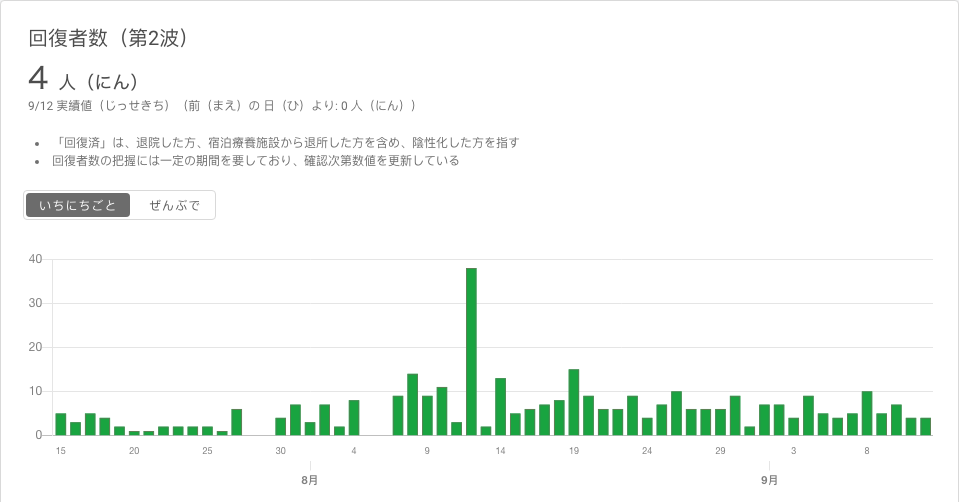 回復者数（第2波）
4 人（にん）
9/12 実績値（じっせきち）（前（まえ）の 日（ひ）より: 0 人（にん））
「回復済」は、退院した方、宿泊療養施設から退所した方を含め、陰性化した方を指す
回復者数の把握には一定の期間を要しており、確認次第数値を更新している
いちにちごと ぜんぶで
40
30
20
10
0
15 20 25 30 4 9 14 19 24 29 3 8
8月 9月